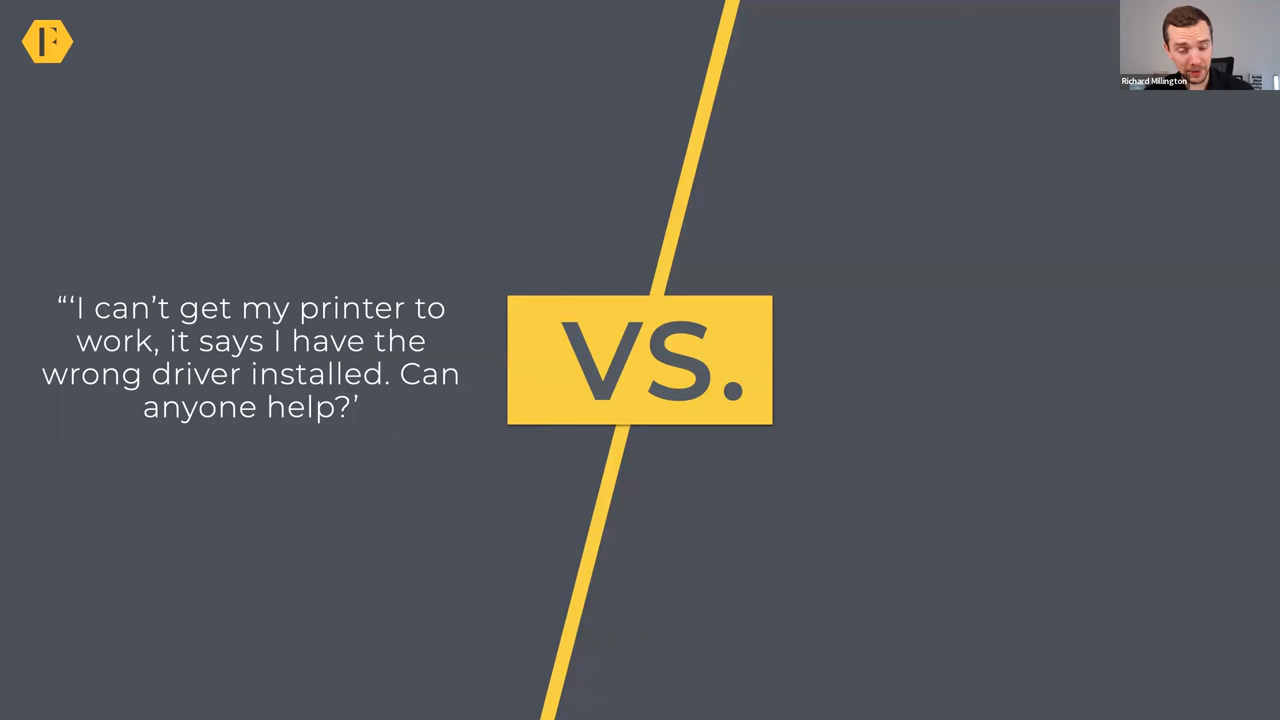 F
Richard Millington
“‘I can’t get my printer to
work, it says I have the
wrong driver installed. Can
anyone help?’
VS.